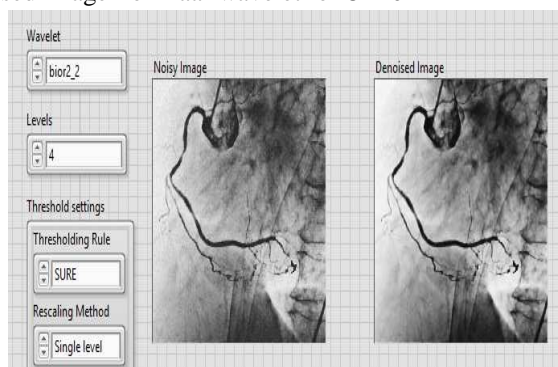 Wavelet
bior2_2
Levels
4
Threshold settings
Thresholding Rule
SURE
Rescaling Method
Single level
Noisy Image
Denoised Image